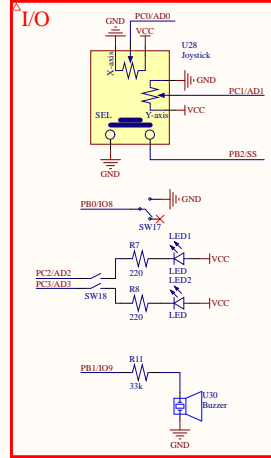 I/O
GND
PC0/AD0
VCC
U28
Joystick
X-axis
GND
PC1/AD1
VCC
SEL
Y-axis
GND
PB2/SS
PB0/IO8
GND
SW17
R7
LED1
PC2/AD2
220
LED
VCC
PC3/AD3
R8
LED2
SW18
220
LED
VCC
PB1/IO9
R11
33k
U30
Buzzer
GND